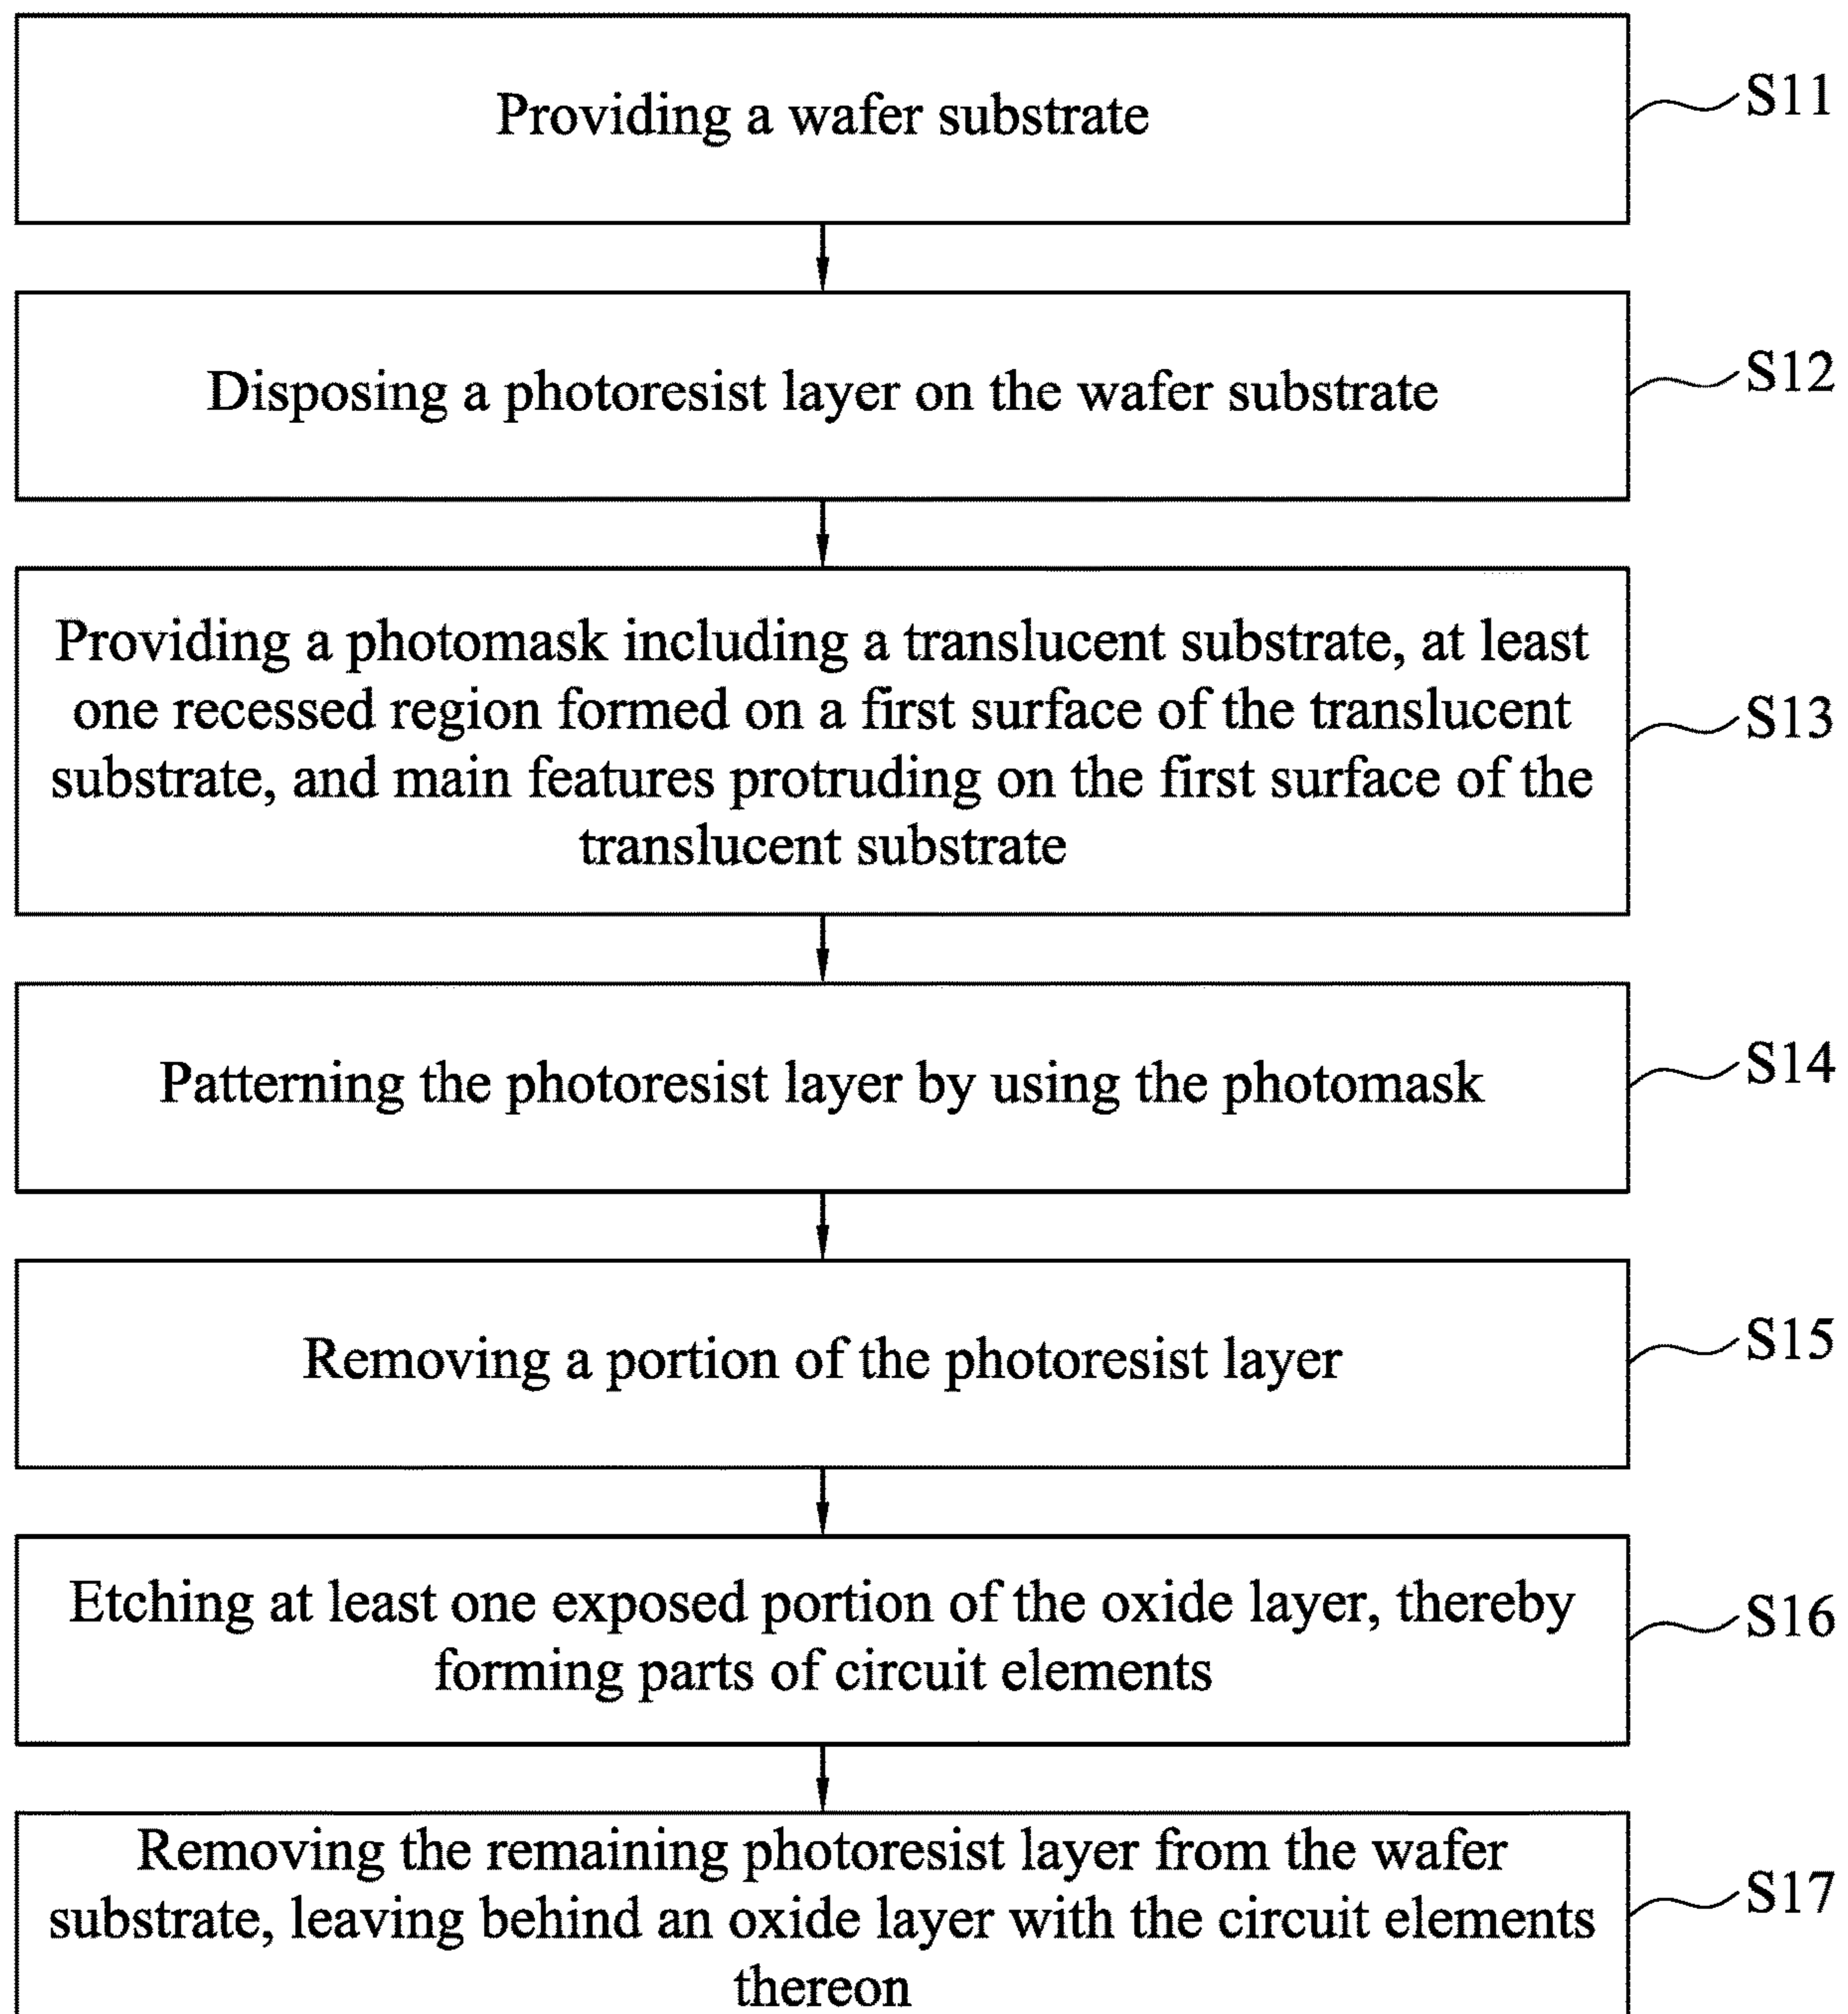 Providing a wafer substrate
S11
Disposing a photoresist layer on the wafer substrate
S12
Providing a photomask including a translucent substrate, at least
one recessed region formed on a first surface of the translucent
substrate, and main features protruding on the first surface of the
translucent substrate
S13
Patterning the photoresist layer by using the photomask
S14
Removing a portion of the photoresist layer
S15
Etching at least one exposed portion of the oxide layer, thereby
forming parts of circuit elements
S16
Removing the remaining photoresist layer from the wafer
substrate, leaving behind an oxide layer with the circuit elements
thereon
S17